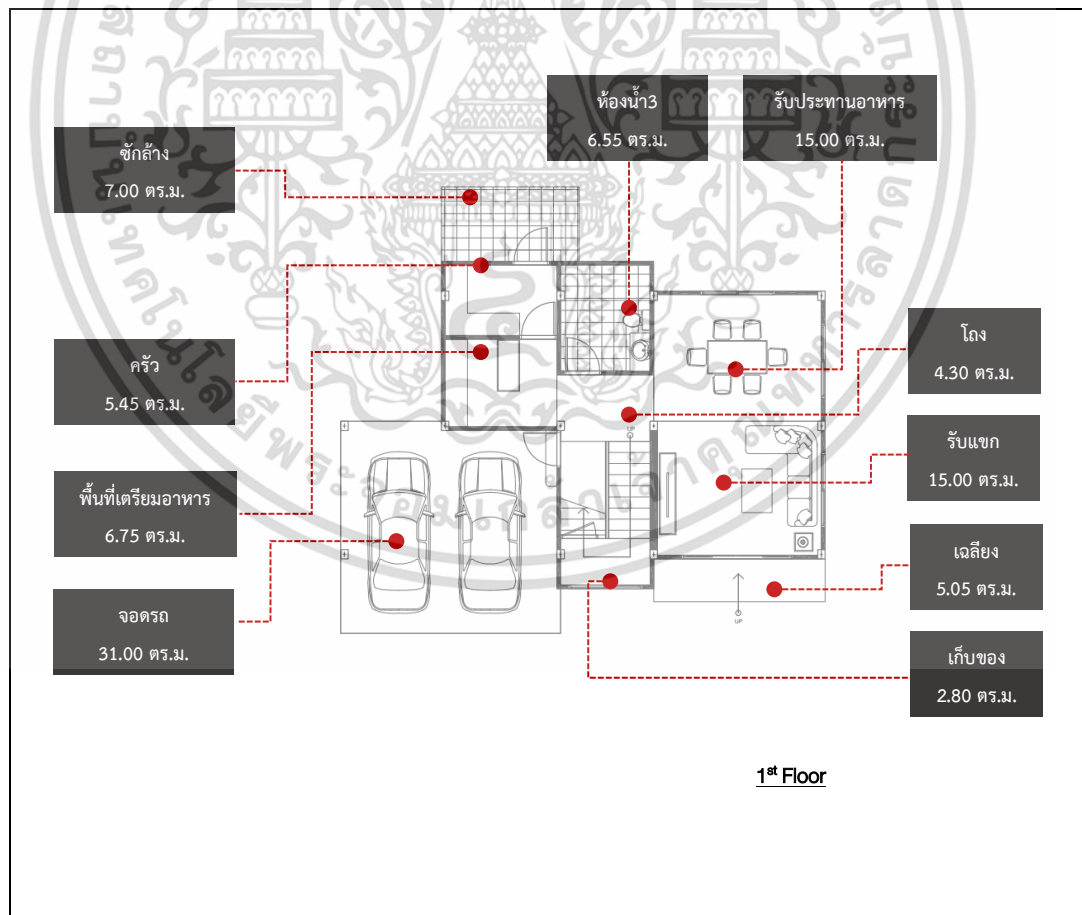 ห้องน้ำ3
6.55 ตร.ม.
รับประทานอาหาร
15.00 ตร.ม.
ซักล้าง
7.00 ตร.ม.
ครัว
5.45 ตร.ม.
โถง
4.30 ตร.ม.
รับแขก
15.00 ตร.ม.
พื้นที่เตรียมอาหาร
6.75 ตร.ม.
เฉลียง
5.05 ตร.ม.
จอดรถ
31.00 ตร.ม.
เก็บของ
2.80 ตร.ม.
UP
UP
1st Floor